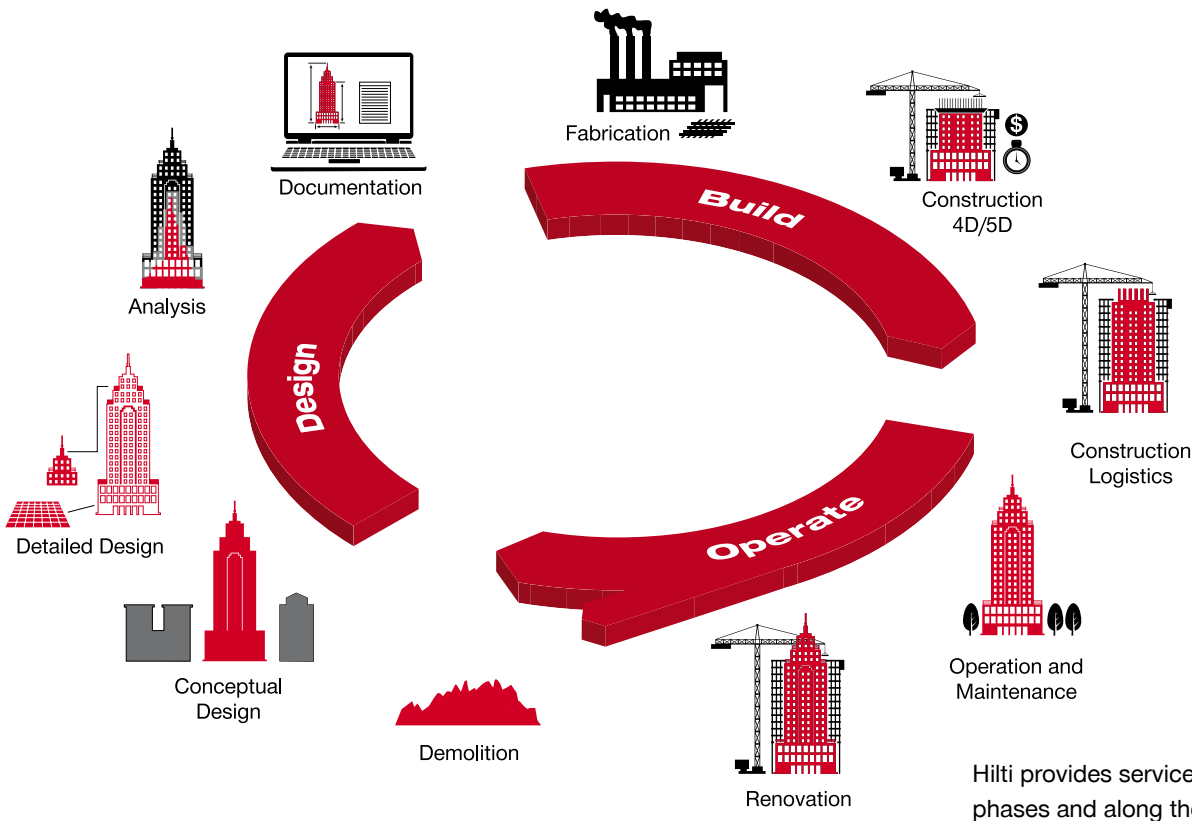 Fabrication
Documentation
Construction
4D/5D
Build
Analysis
Design
Construction
Logistics
Detailed Design
Operate
Operation and
Maintenance
Conceptual
Design
Demolition
Renovation
$
Hilti provides service
phases and along the